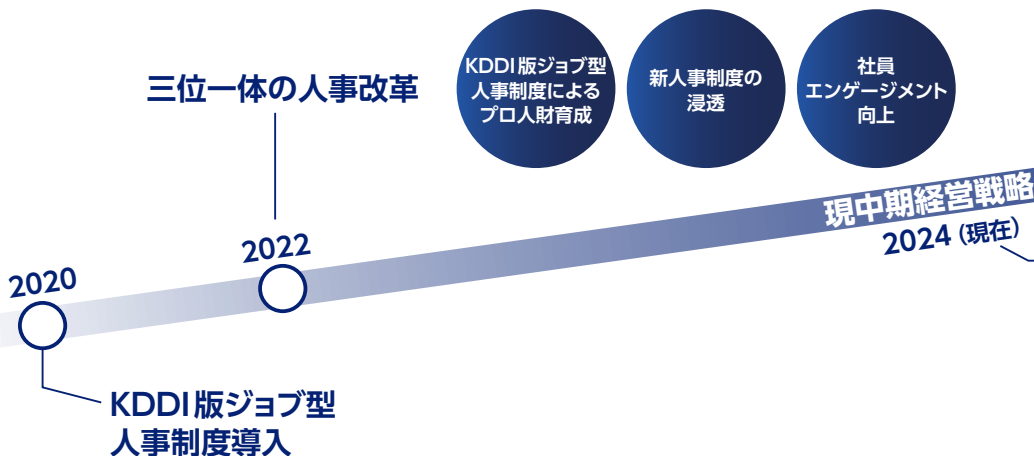 三位一体の人事改革
KDDI版ジョブ型
人事制度による
プロ人財育成
新人事制度の
浸透
社員
エンゲージメント
向上
現中期経営戦略
2024(現在)
2022
2020
KDDI版ジョブ型
人事制度導入